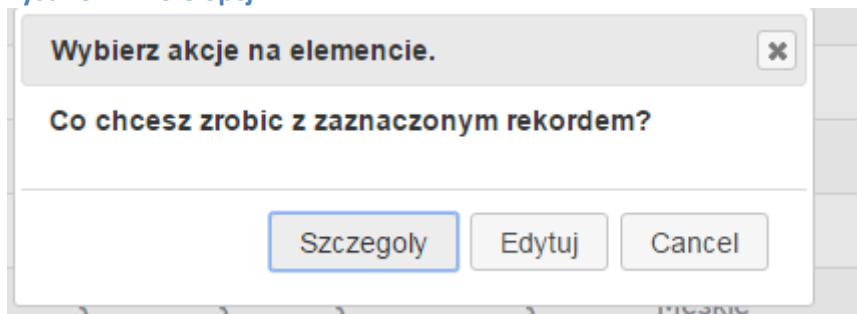 Wybierz akcje na elemencie.
Co chcesz zrobic z zaznaczonym rekordem?
Szczegoly Edytuj Cancel